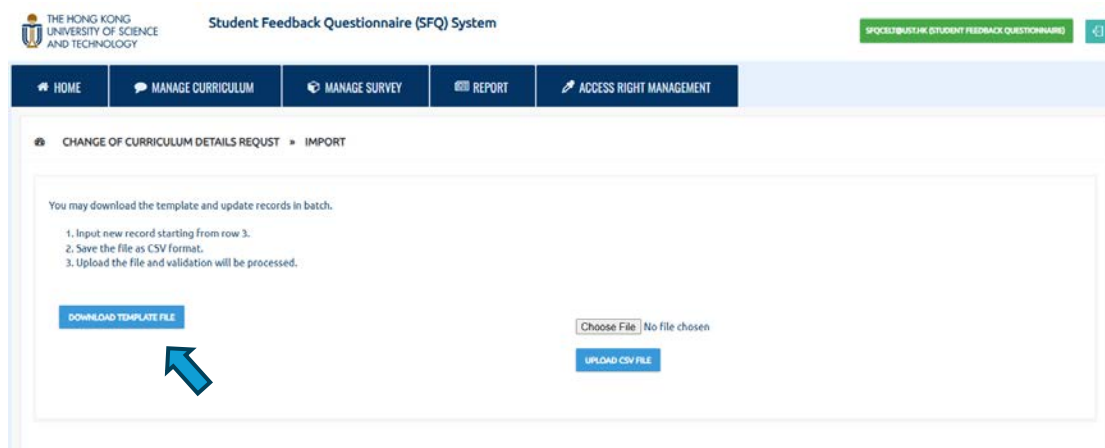 THE HONG KONG
UNIVERSITY OF SCIENCE
AND TECHNOLOGY
Student Feedback Questionnaire (SFQ) System
SFQCELT@UST.HK (STUDENT FEEDBACK QUESTIONNAIRE)
HOME MANAGE CURRICULUM MANAGE SURVEY REPORT ACCESS RIGHT MANAGEMENT
CHANGE OF CURRICULUM DETAILS REQUST » IMPORT
You may download the template and update records in batch.
1. Input new record starting from row 3.
2. Save the file as CSV format.
3. Upload the file and validation will be processed.
DOWNLOAD TEMPLATE FILE
Choose File No file chosen
UPLOAD CSV FILE